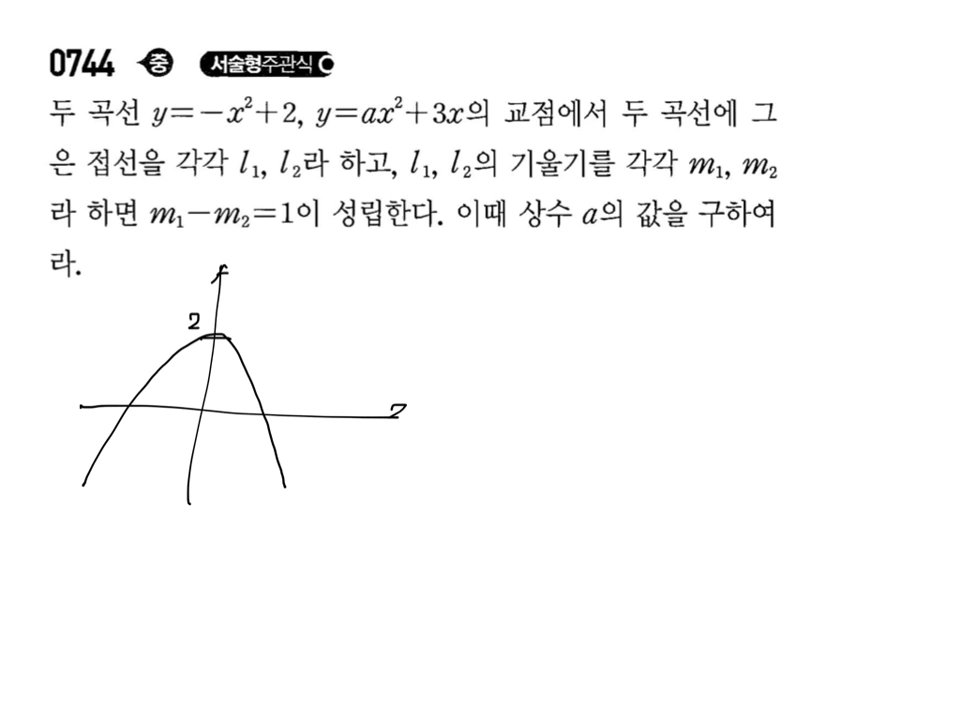 0744 중 서술형주관식
두 곡선 y=-x²+2, y=ax²+3x의 교점에서 두 곡선에 그
은 접선을 각각 l₁, l₂라 하고, l₁, l₂의 기울기를 각각 m₁, m₂
라 하면 m₁-m₂=1이 성립한다. 이때 상수 a의 값을 구하여
라.
2